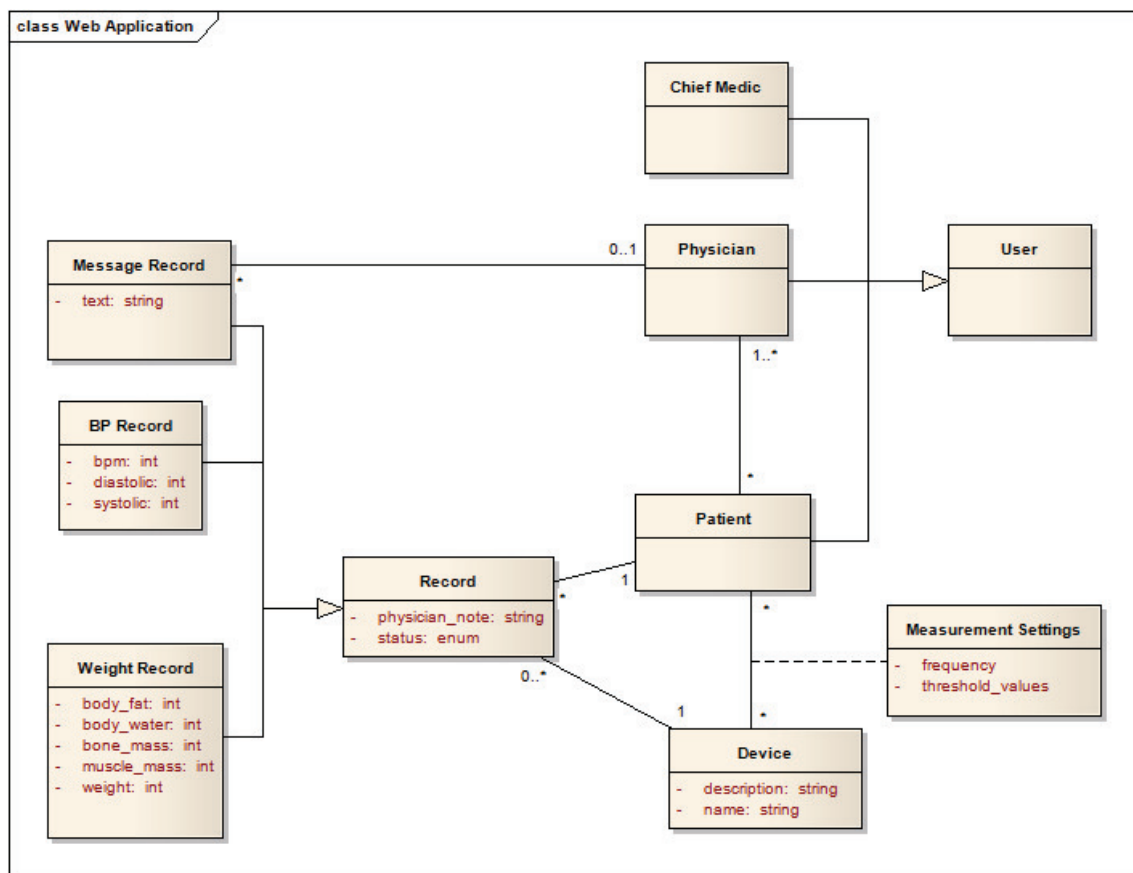 class Web Application
Chief Medic
Message Record
- text: string
*
0..1
Physician
User
1..*
BP Record
- bpm: int
- diastolic: int
- systolic: int
*
Patient
Record
- physician_note: string
- status: enum
*
1
*
Measurement Settings
- frequency
- threshold_values
Weight Record
- body_fat: int
- body_water: int
- bone_mass: int
- muscle_mass: int
- weight: int
0..*
1
*
Device
- description: string
- name: string